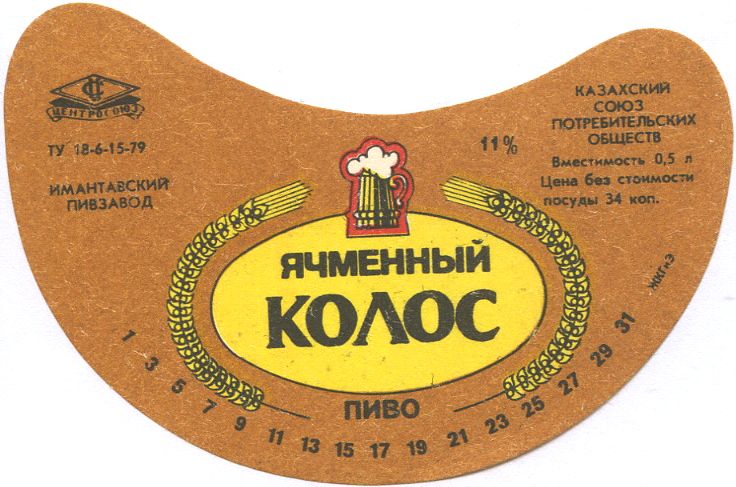 ЦЕНТРОСОЮЗ
ТУ 18-6-15-79
ИМАНТАВСКИЙ
ПИВЗАВОД
11%
КАЗАХСКИЙ
СОЮЗ
ПОТРЕБИТЕЛЬСКИХ
ОБЩЕСТВ
Вместимость 0,5 л
Цена без стоимости
посуды 34 коп.
ЯЧМЕННЫЙ
КОЛОС
ПИВО
1 3 5 7 9 11 13 15 17 19 21 23 25 27 29 31